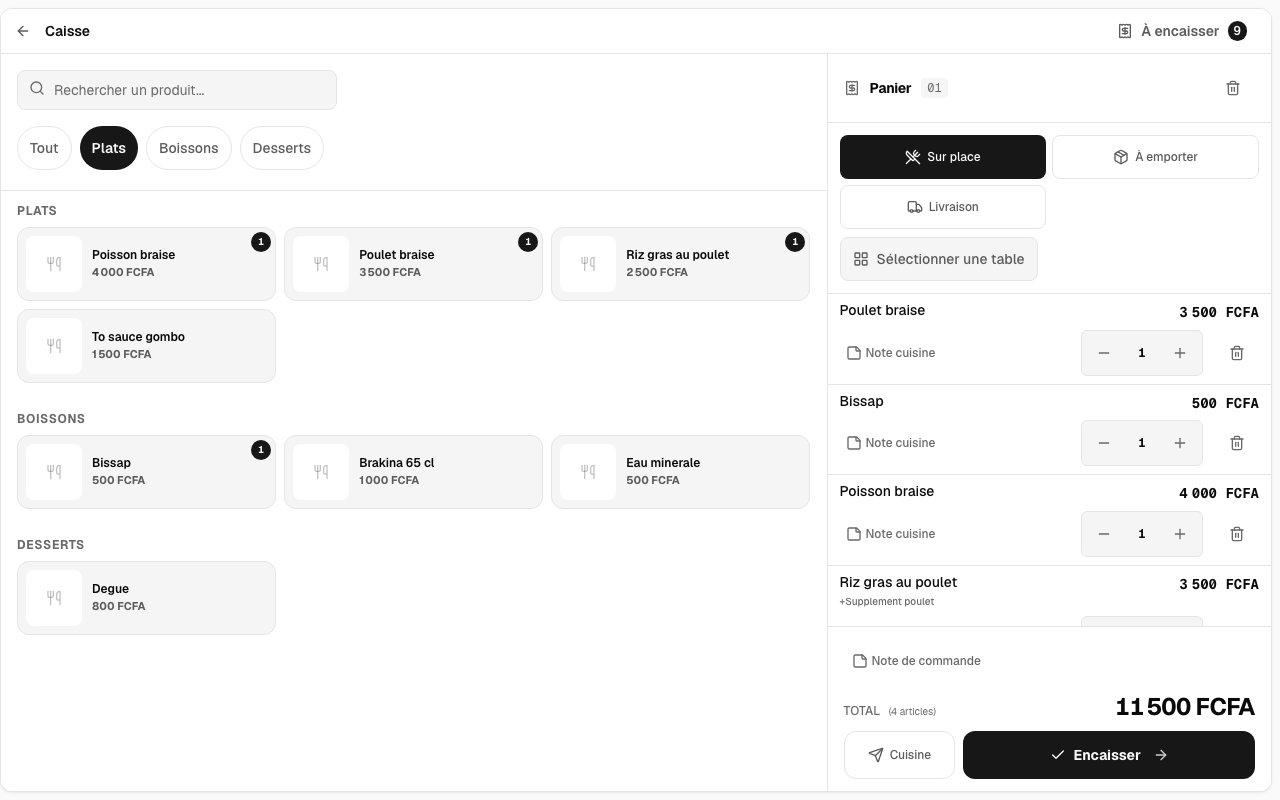 Caisse
À encaisser 9
Rechercher un produit...
Tout
Plats
Boissons
Desserts
PLATS
Poisson braise
4 000 FCFA
1
Poulet braise
3 500 FCFA
1
Riz gras au poulet
2 500 FCFA
1
To sauce gombo
1 500 FCFA
BOISSONS
Bissap
500 FCFA
1
Brakina 65 cl
1 000 FCFA
Eau minerale
500 FCFA
DESSERTS
Degue
800 FCFA
Panier 01
Sur place
À emporter
Livraison
Sélectionner une table
Poulet braise 3 500 FCFA
Note cuisine 1
Bissap 500 FCFA
Note cuisine 1
Poisson braise 4 000 FCFA
Note cuisine 1
Riz gras au poulet 3 500 FCFA
+Supplement poulet
Note de commande
TOTAL (4 articles) 11 500 FCFA
Cuisine
Encaisser